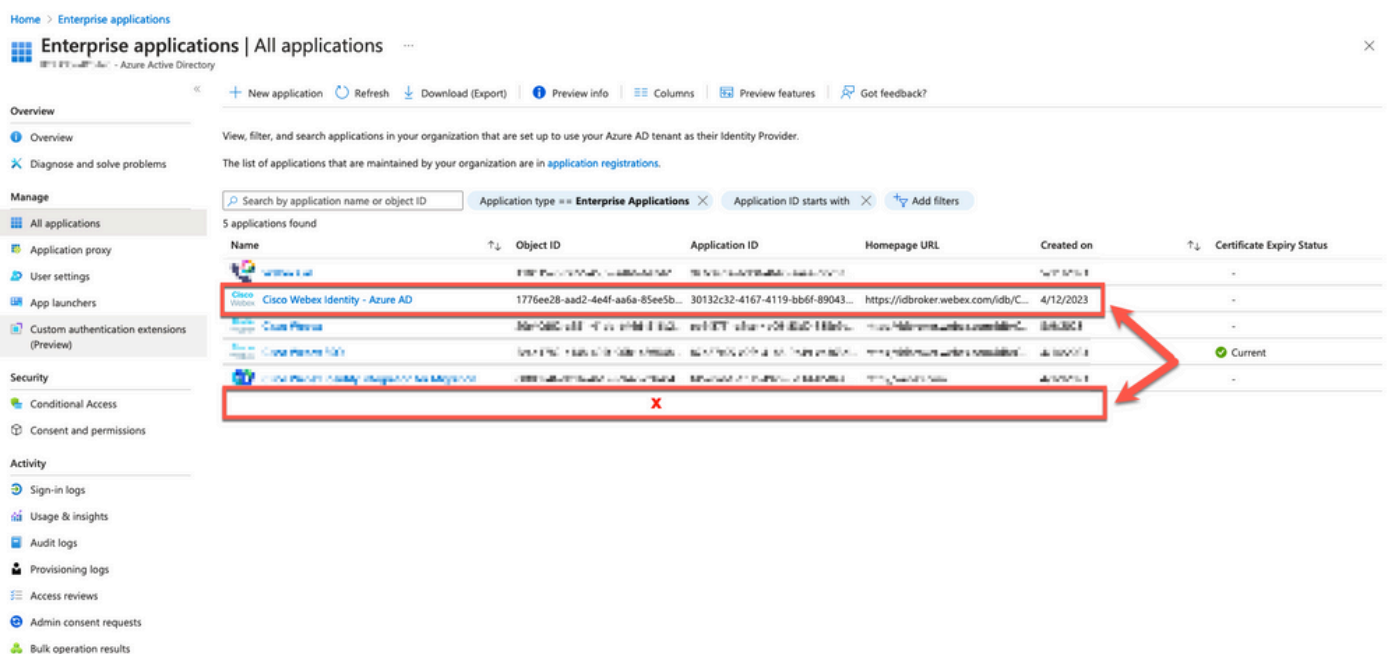 Home > Enterprise applications
Enterprise applications | All applications ...
- Azure Active Directory
«
New application Refresh Download (Export) Preview info Columns Preview features Got feedback?
Overview
Overview
Diagnose and solve problems
Manage
All applications
Application proxy
User settings
App launchers
Custom authentication extensions
(Preview)
Security
Conditional Access
Consent and permissions
Activity
Sign-in logs
Usage & insights
Audit logs
Provisioning logs
Access reviews
Admin consent requests
Bulk operation results
View, filter, and search applications in your organization that are set up to use your Azure AD tenant as their Identity Provider.
The list of applications that are maintained by your organization are in application registrations.
Search by application name or object ID Application type == Enterprise Applications Application ID starts with Add filters
5 applications found
Name Object ID Application ID Homepage URL Created on Certificate Expiry Status
-
Cisco Webex Cisco Webex Identity - Azure AD 1776ee28-aad2-4e4f-aa6a-85ee5b... 30132c32-4167-4119-bb6f-89043... https://idbroker.webex.com/idb/C... 4/12/2023 -
-
Current
-
X